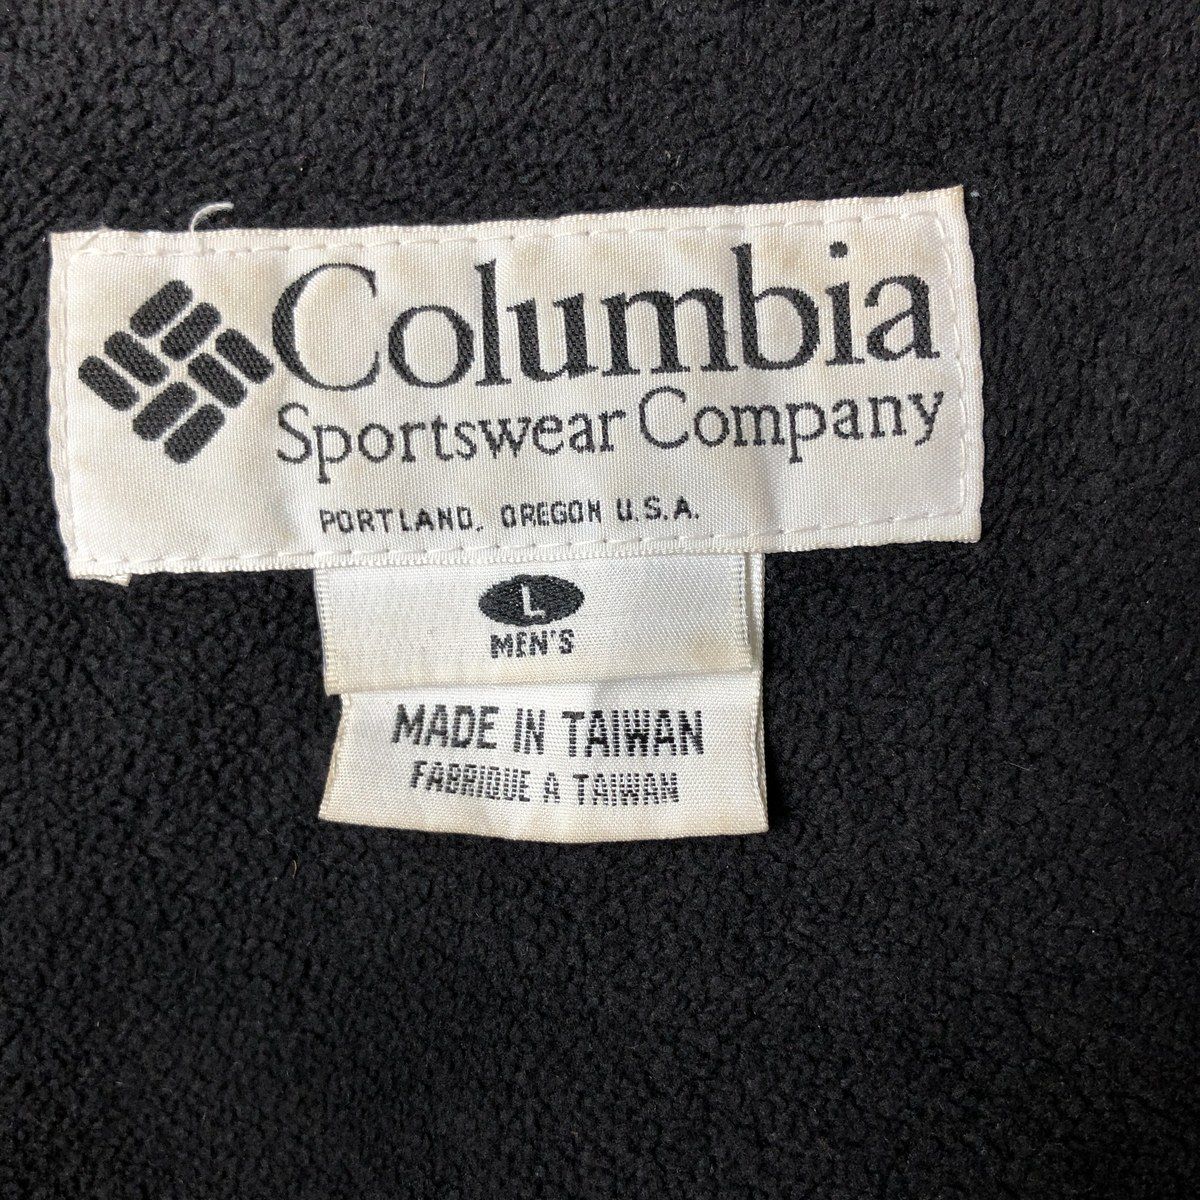 Columbia
Sportswear Company
PORTLAND, OREGON U.S.A.
L
MEN'S
MADE IN TAIWAN
FABRIQUE A TAIWAN